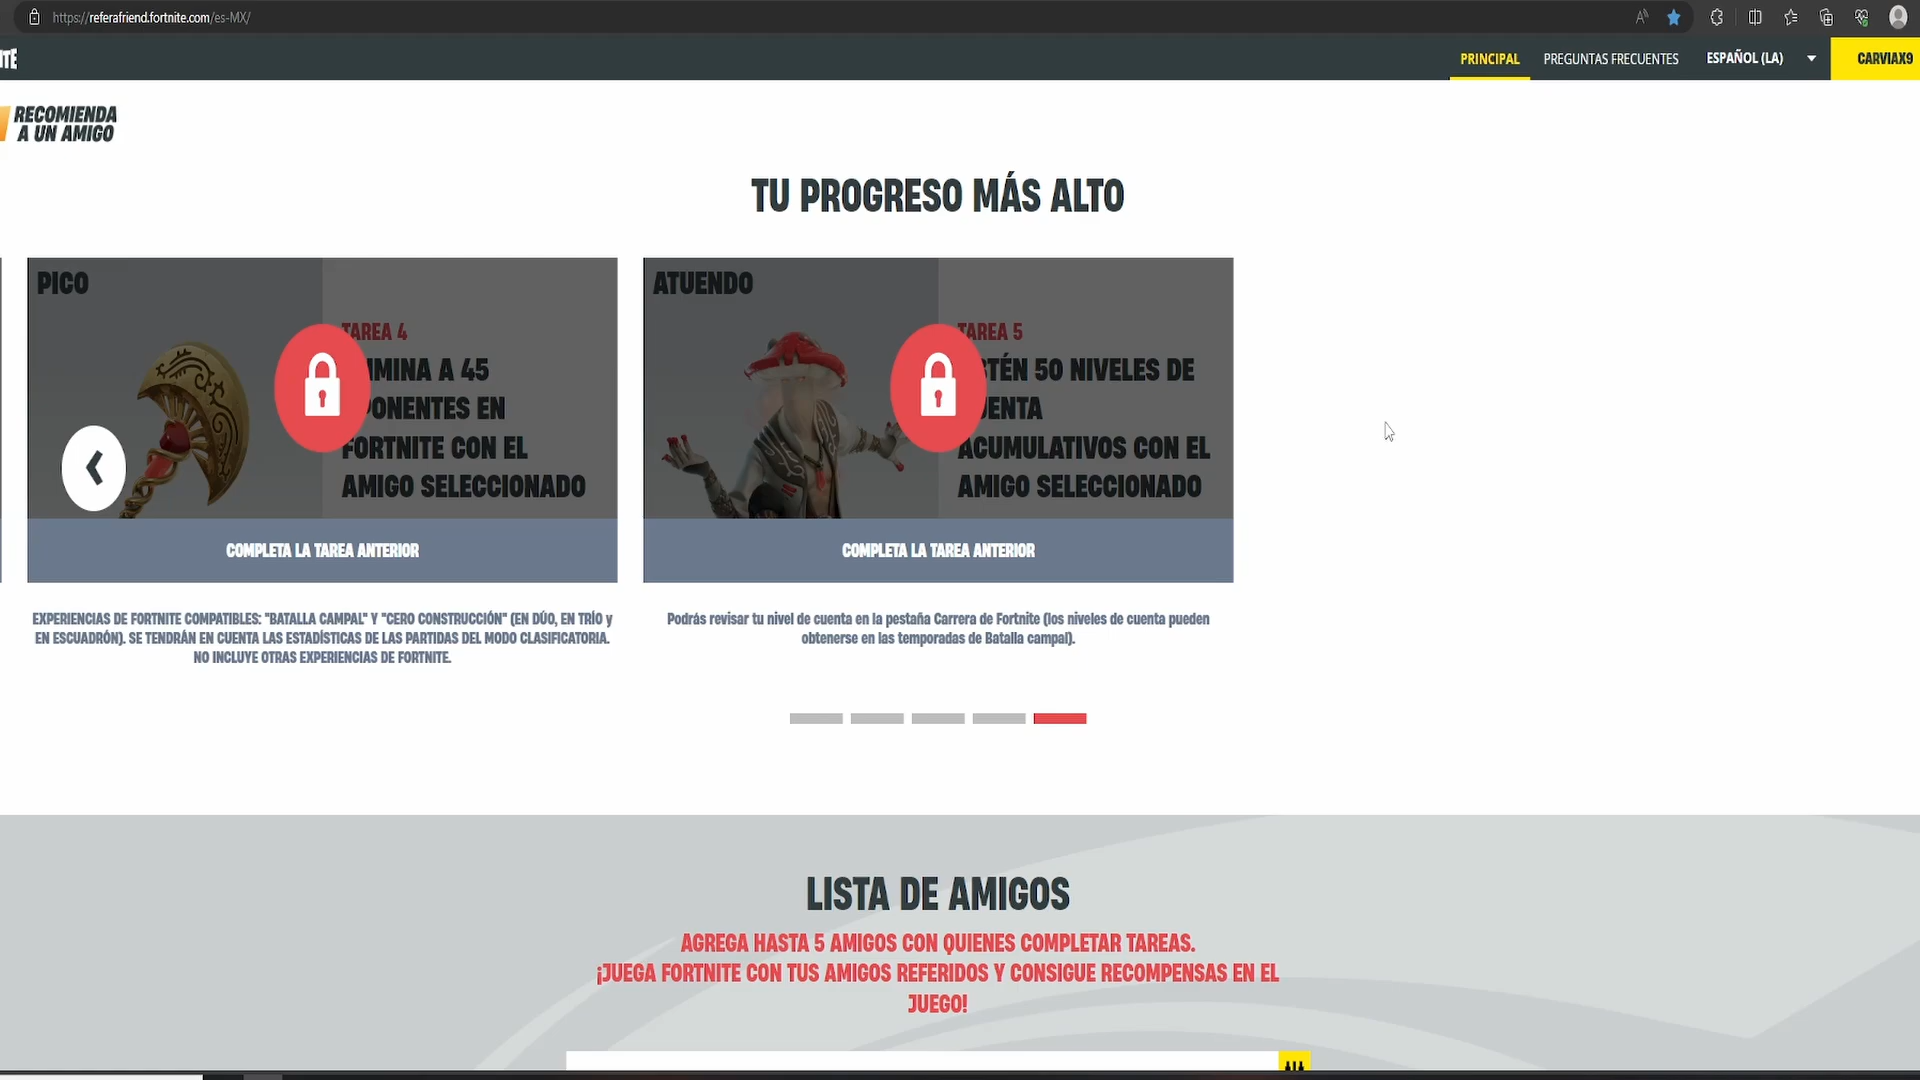 https://referafriend.fortnite.com/es-MX/
PRINCIPAL
PREGUNTAS FRECUENTES
ESPAÑOL (LA)
CARVIAX9
RECOMIENDA
A UN AMIGO
TU PROGRESO MÁS ALTO
PICO
TAREA 4
MINA A 45
PONENTES EN
FORTNITE CON EL
AMIGO SELECCIONADO
COMPLETA LA TAREA ANTERIOR
EXPERIENCIAS DE FORTNITE COMPATIBLES: "BATALLA CAMPAL" Y "CERO CONSTRUCCIÓN" (EN DÚO, EN TRÍO y
EN ESCUADRÓN). SE TENDRÁN EN CUENTA LAS ESTADÍSTICAS DE LAS PARTIDAS DEL MODO CLASIFICATORIA.
NO INCLUYE OTRAS EXPERIENCIAS DE FORTNITE.
ATUENDO
TAREA 5
TÉN 50 NIVELES DE
ENTA
ACUMULATIVOS CON EL
AMIGO SELECCIONADO
COMPLETA LA TAREA ANTERIOR
Podrás revisar tu nivel de cuenta en la pestaña Carrera de Fortnite (los niveles de cuenta pueden
obtenerse en las temporadas de Batalla campal).
LISTA DE AMIGOS
AGREGA HASTA 5 AMIGOS CON QUIENES COMPLETAR TAREAS.
¡JUEGA FORTNITE CON TUS AMIGOS REFERIDOS Y CONSIGUE RECOMPENSAS EN EL
JUEGO!